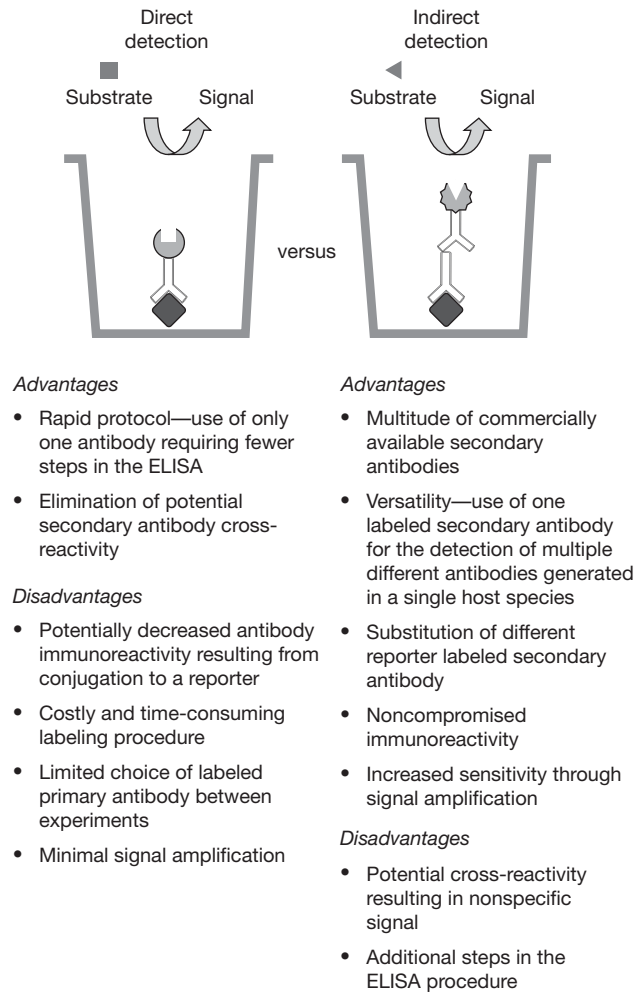 Direct
detection
Substrate
Signal
Indirect
detection
Substrate
Signal
versus
Advantages
• Rapid protocol—use of only
one antibody requiring fewer
steps in the ELISA
• Elimination of potential
secondary antibody cross-
reactivity
Disadvantages
• Potentially decreased antibody
immunoreactivity resulting from
conjugation to a reporter
• Costly and time-consuming
labeling procedure
• Limited choice of labeled
primary antibody between
experiments
• Minimal signal amplification
Advantages
• Multitude of commercially
available secondary
antibodies
• Versatility—use of one
labeled secondary antibody
for the detection of multiple
different antibodies generated
in a single host species
• Substitution of different
reporter labeled secondary
antibody
• Noncompromised
immunoreactivity
• Increased sensitivity through
signal amplification
Disadvantages
• Potential cross-reactivity
resulting in nonspecific
signal
• Additional steps in the
ELISA procedure